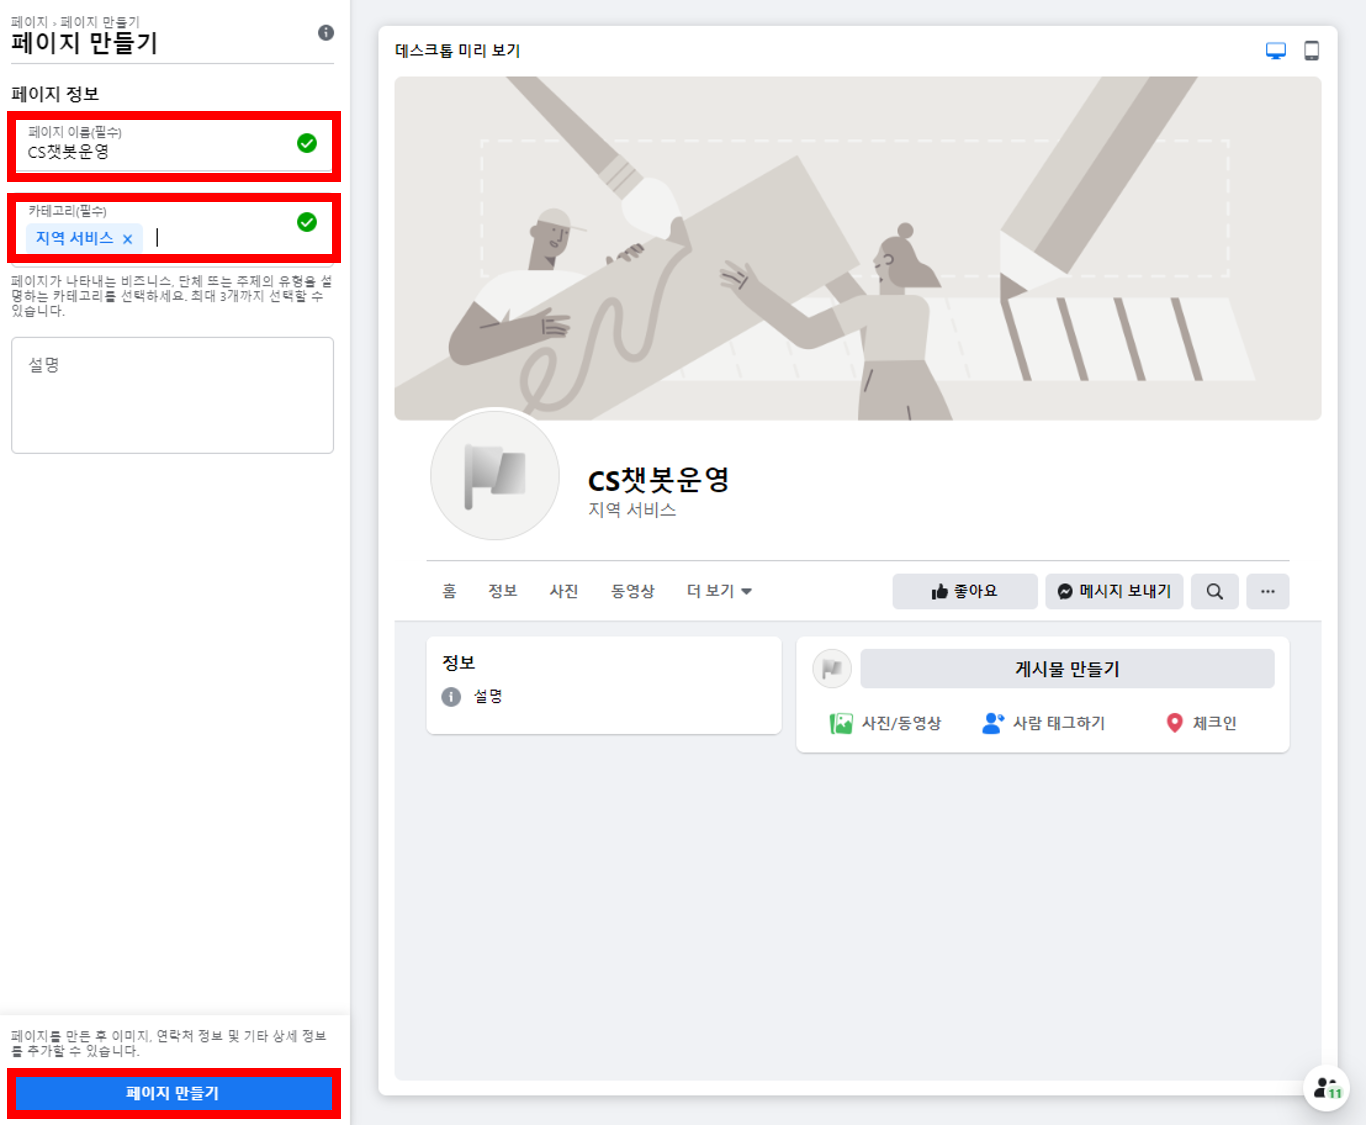 페이지 › 페이지 만들기
페이지 만들기
페이지 정보
페이지 이름(필수)
CS챗봇운영
카테고리(필수)
지역 서비스 ×
페이지가 나타내는 비즈니스, 단체 또는 주제의 유형을 설
명하는 카테고리를 선택하세요. 최대 3개까지 선택할 수
있습니다.
설명
페이지를 만든 후 이미지, 연락처 정보 및 기타 상세 정보
를 추가할 수 있습니다.
페이지 만들기
데스크톱 미리 보기
CS챗봇운영
지역 서비스
홈 정보 사진 동영상 더 보기 좋아요 메시지 보내기 ···
정보
설명
게시물 만들기
사진/동영상 사람 태그하기 체크인
11